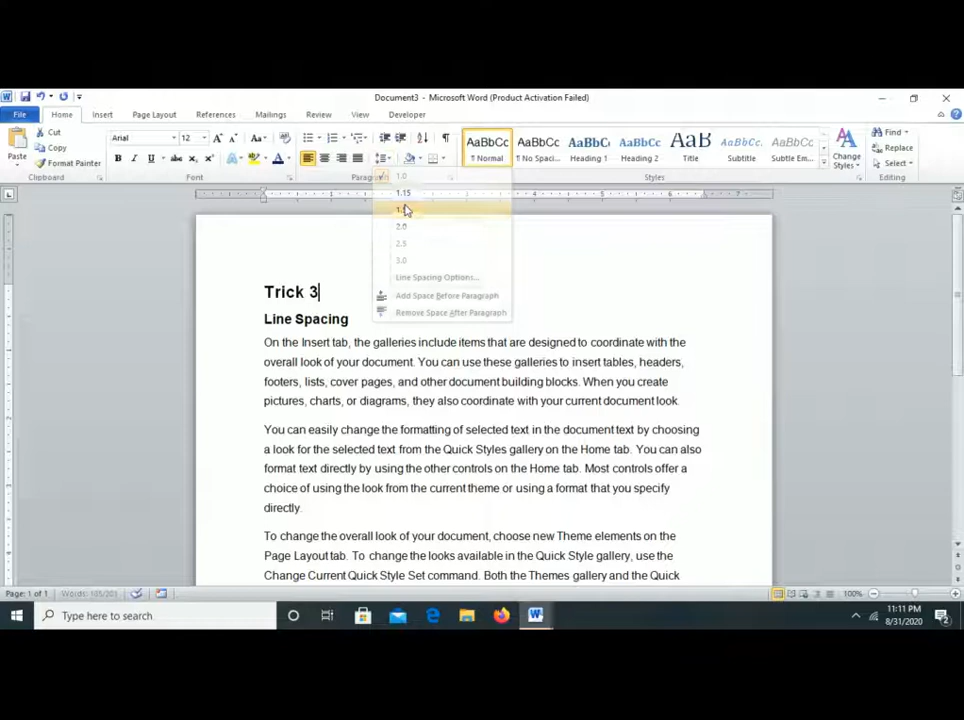 Document3 - Microsoft Word (Product Activation Failed)
File Home Insert Page Layout References Mailings Review View Developer
Paste
Cut
Copy
Format Painter
Clipboard
Arial 12
Font
Paragraph
AaBbCc
¶ Normal
AaBbCc
¶ No Spaci...
AaBbCc
Heading 1
AaBbCc
Heading 2
AaB
Title
AaBbCc.
Subtitle
AaBbCc.
Subtle Em...
Change
Styles
Styles
Find
Replace
Select
Editing
1.0
1.15
2.0
2.5
3.0
Line Spacing Options...
Add Space Before Paragraph
Remove Space After Paragraph
Trick 3
Line Spacing
On the Insert tab, the galleries include items that are designed to coordinate with the
overall look of your document. You can use these galleries to insert tables, headers,
footers, lists, cover pages, and other document building blocks. When you create
pictures, charts, or diagrams, they also coordinate with your current document look.
You can easily change the formatting of selected text in the document text by choosing
a look for the selected text from the Quick Styles gallery on the Home tab. You can also
format text directly by using the other controls on the Home tab. Most controls offer a
choice of using the look from the current theme or using a format that you specify
directly.
To change the overall look of your document, choose new Theme elements on the
Page Layout tab. To change the looks available in the Quick Style gallery, use the
Change Current Quick Style Set command. Both the Themes gallery and the Quick
Page: 1 of 1 Words: 105/203 100%
Type here to search
11:11 PM
8/31/2020